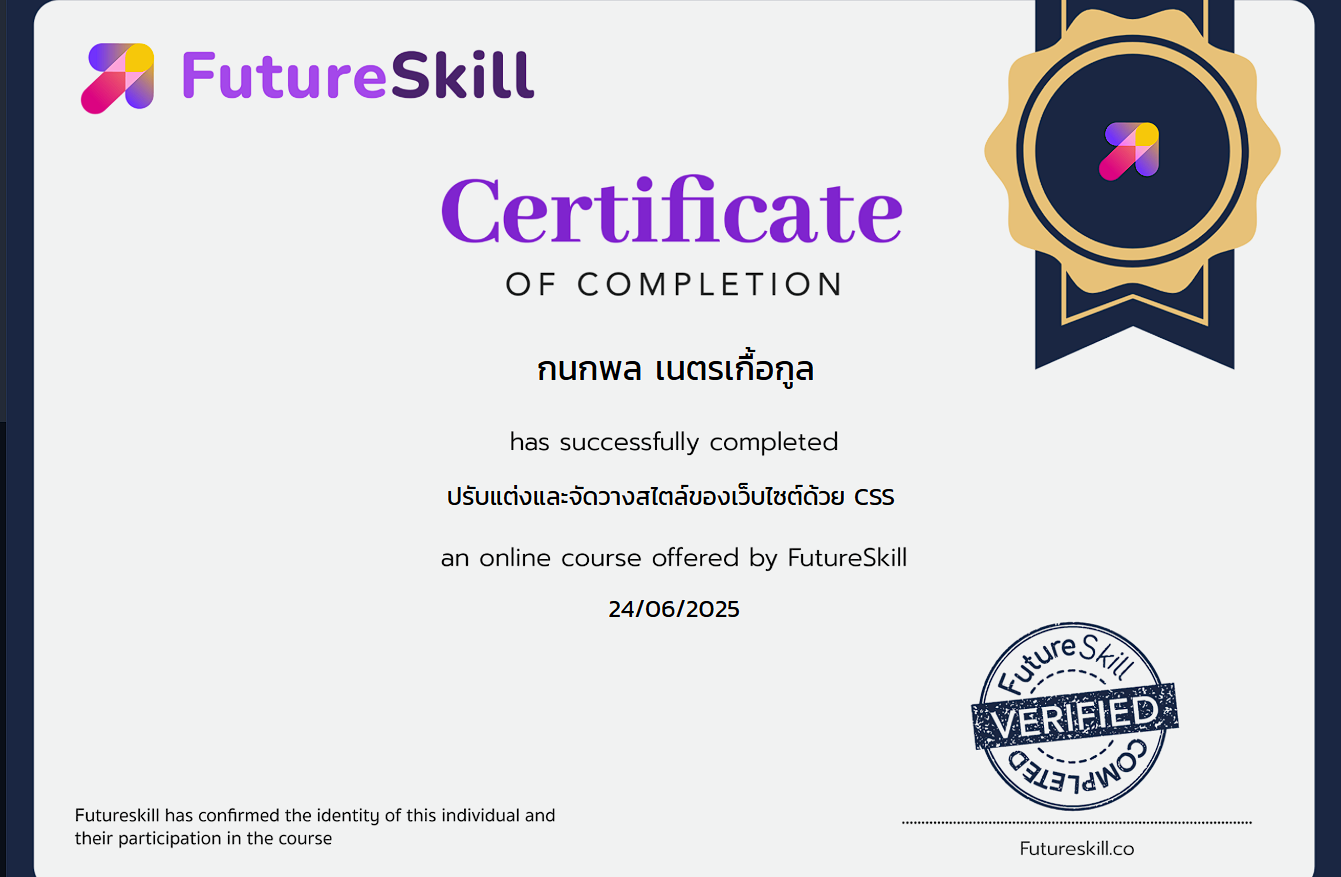 FutureSkill
Certificate
OF COMPLETION
กนกพล เนตรเกื้อกูล
has successfully completed
ปรับแต่งและจัดวางสไตล์ของเว็บไซต์ด้วย CSS
an online course offered by FutureSkill
24/06/2025
FutureSkill
VERIFIED
COMPLETED
Futureskill has confirmed the identity of this individual and
their participation in the course
Futureskill.co